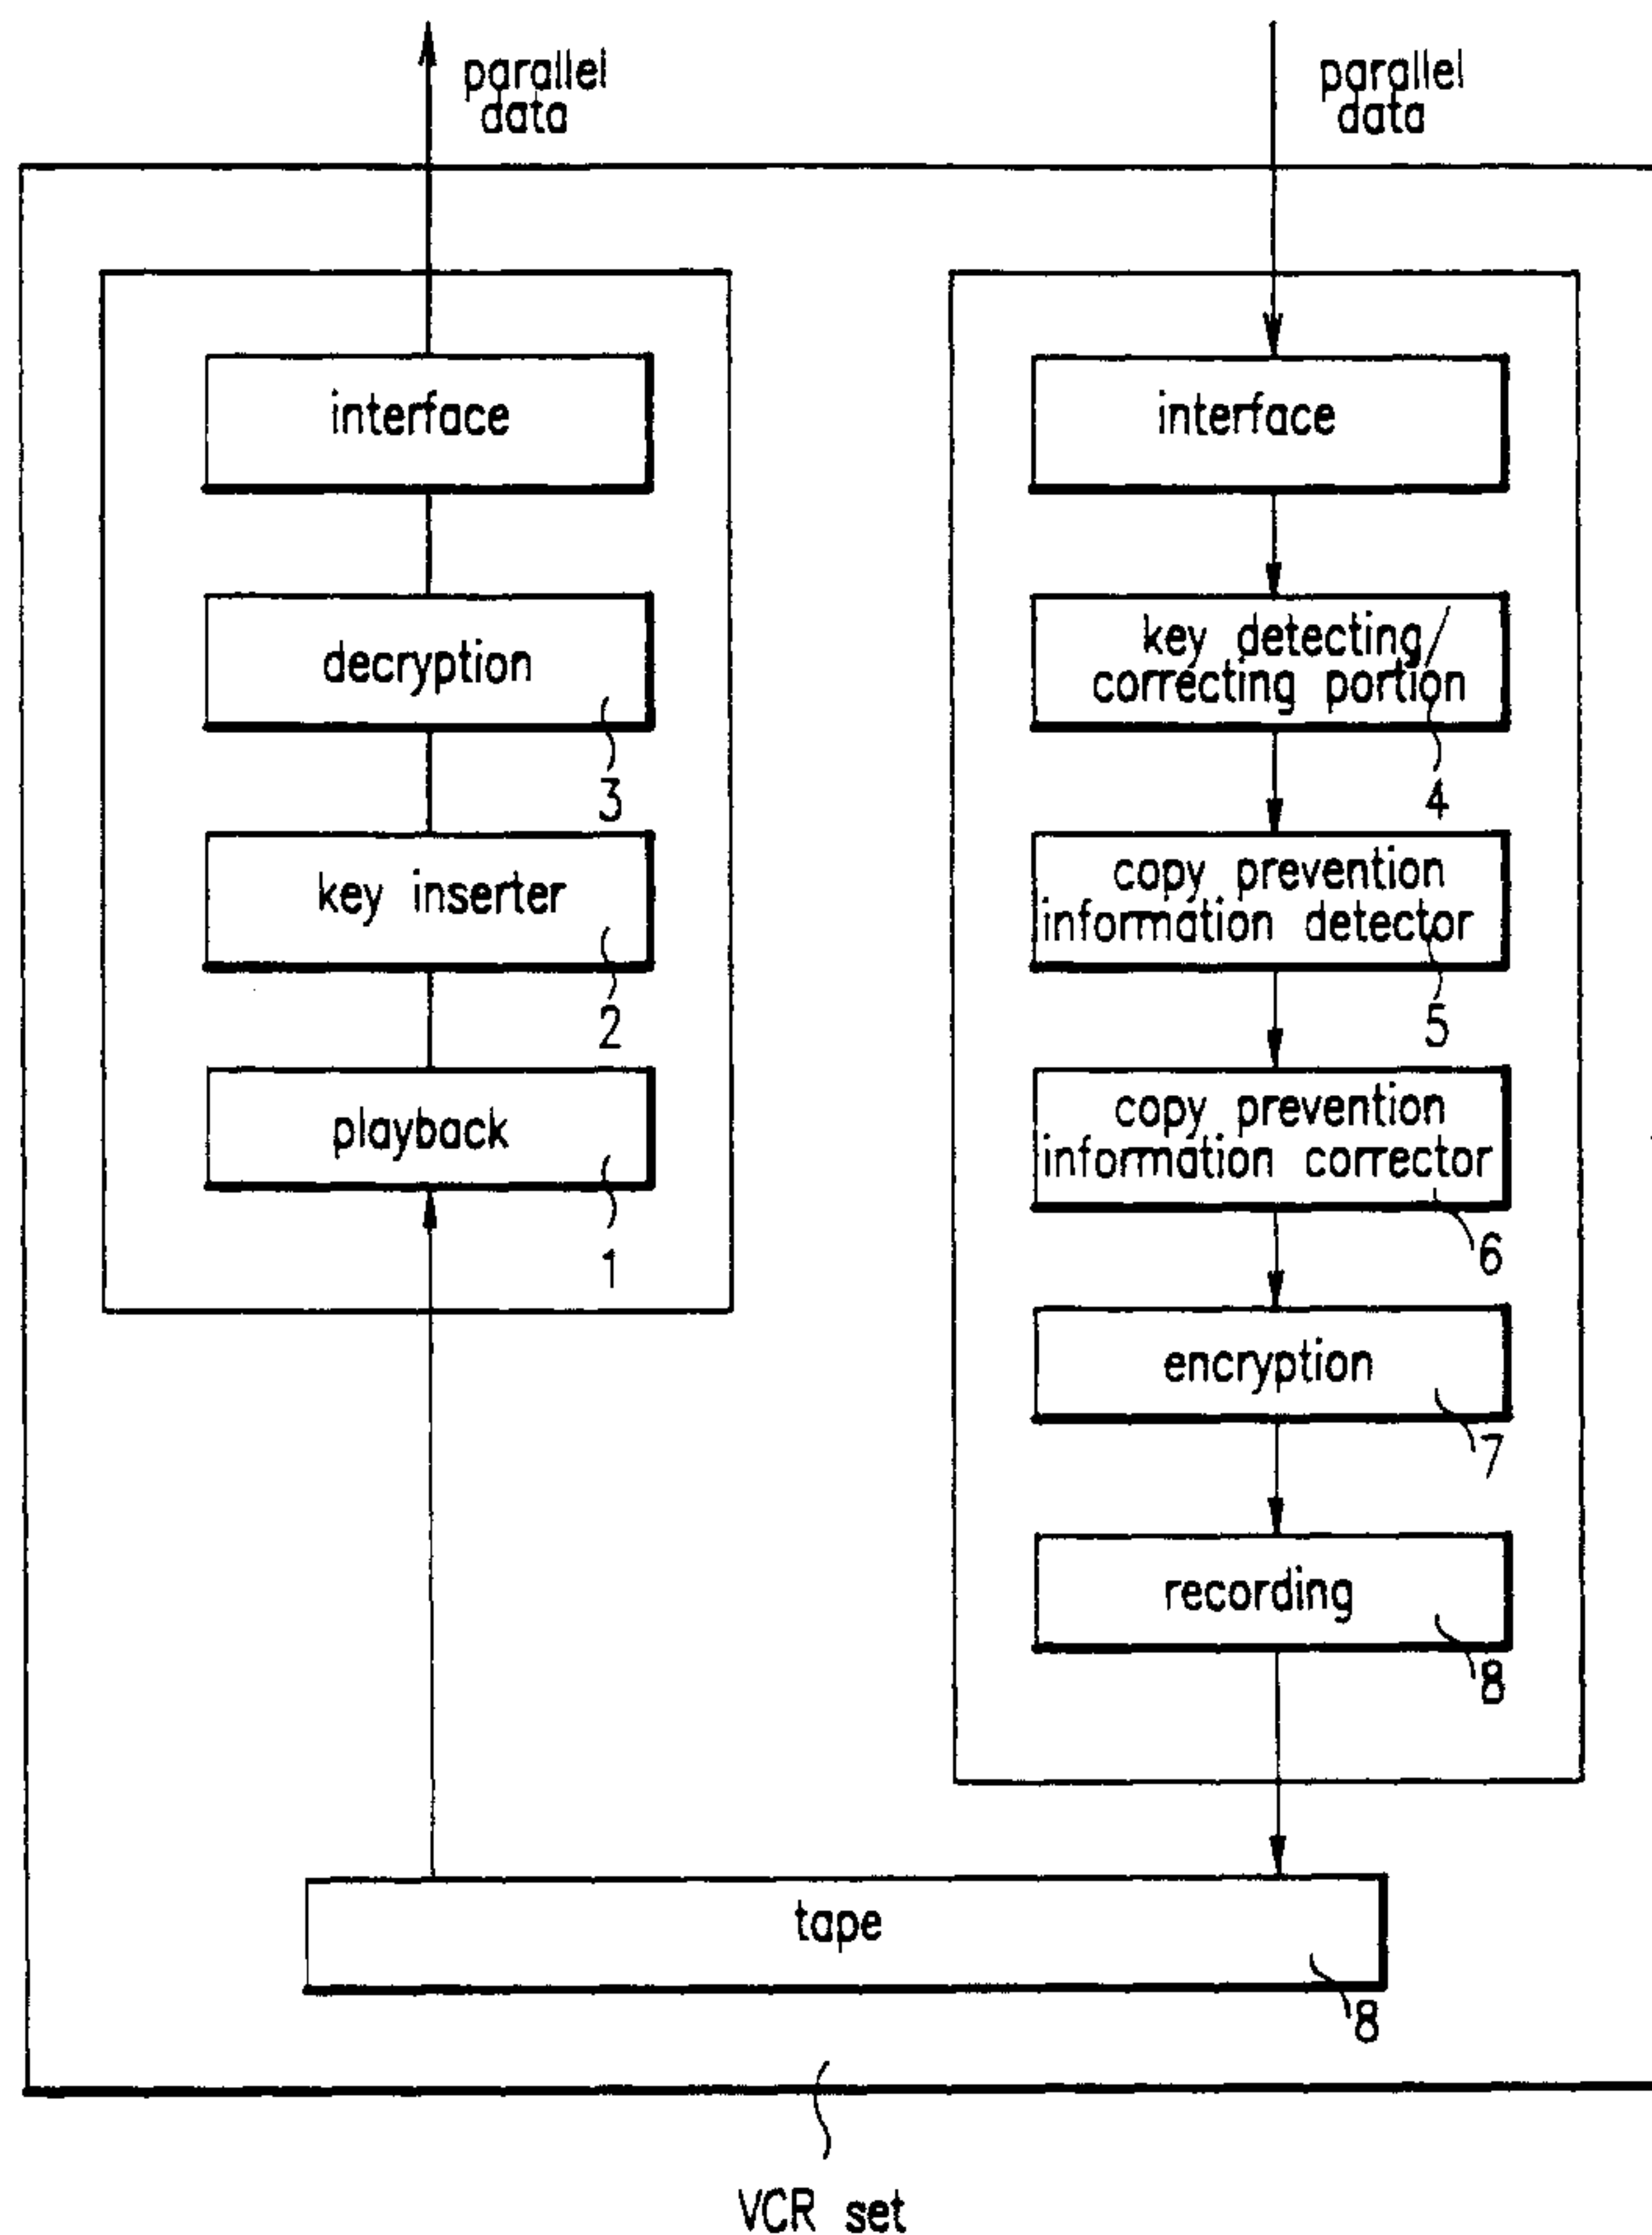 parallel
data
interface
decryption
3
key inserter
2
playback
1
parallel
data
interface
key detecting/
correcting portion
4
copy prevention
information detector
5
copy prevention
information corrector
6
encryption
7
recording
8
tape
8
VCR set